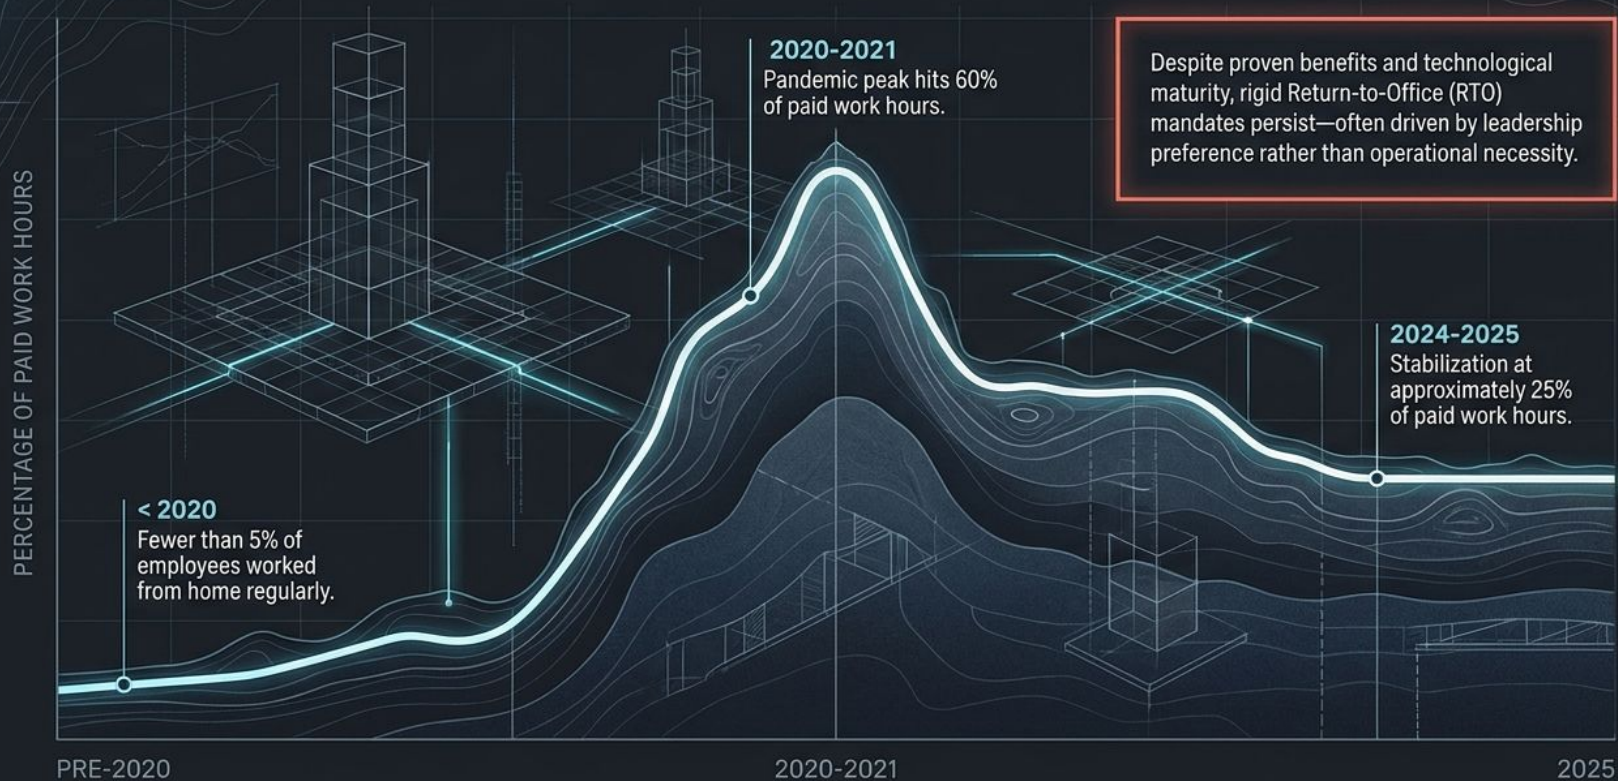 PERCENTAGE OF PAID WORK HOURS
< 2020
Fewer than 5% of
employees worked
from home regularly.
2020-2021
Pandemic peak hits 60%
of paid work hours.
Despite proven benefits and technological
maturity, rigid Return-to-Office (RTO)
mandates persist—often driven by leadership
preference rather than operational necessity.
2024-2025
Stabilization at
approximately 25%
of paid work hours.
PRE-2020
2020-2021
2025